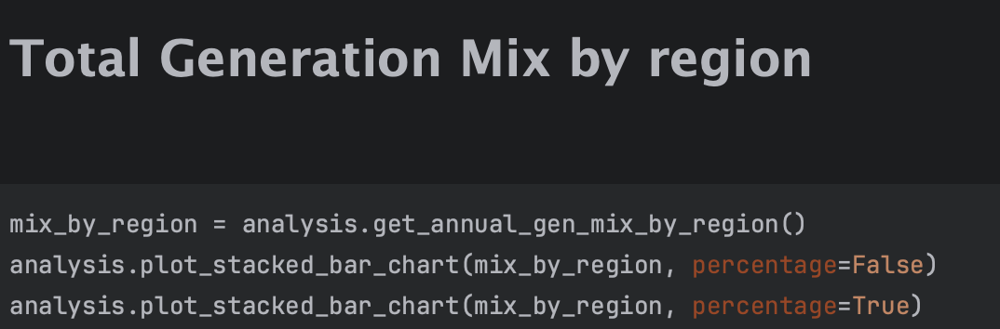 Total Generation Mix by region
mix_by_region = analysis.get_annual_gen_mix_by_region()
analysis.plot_stacked_bar_chart(mix_by_region, percentage=False)
analysis.plot_stacked_bar_chart(mix_by_region, percentage=True)